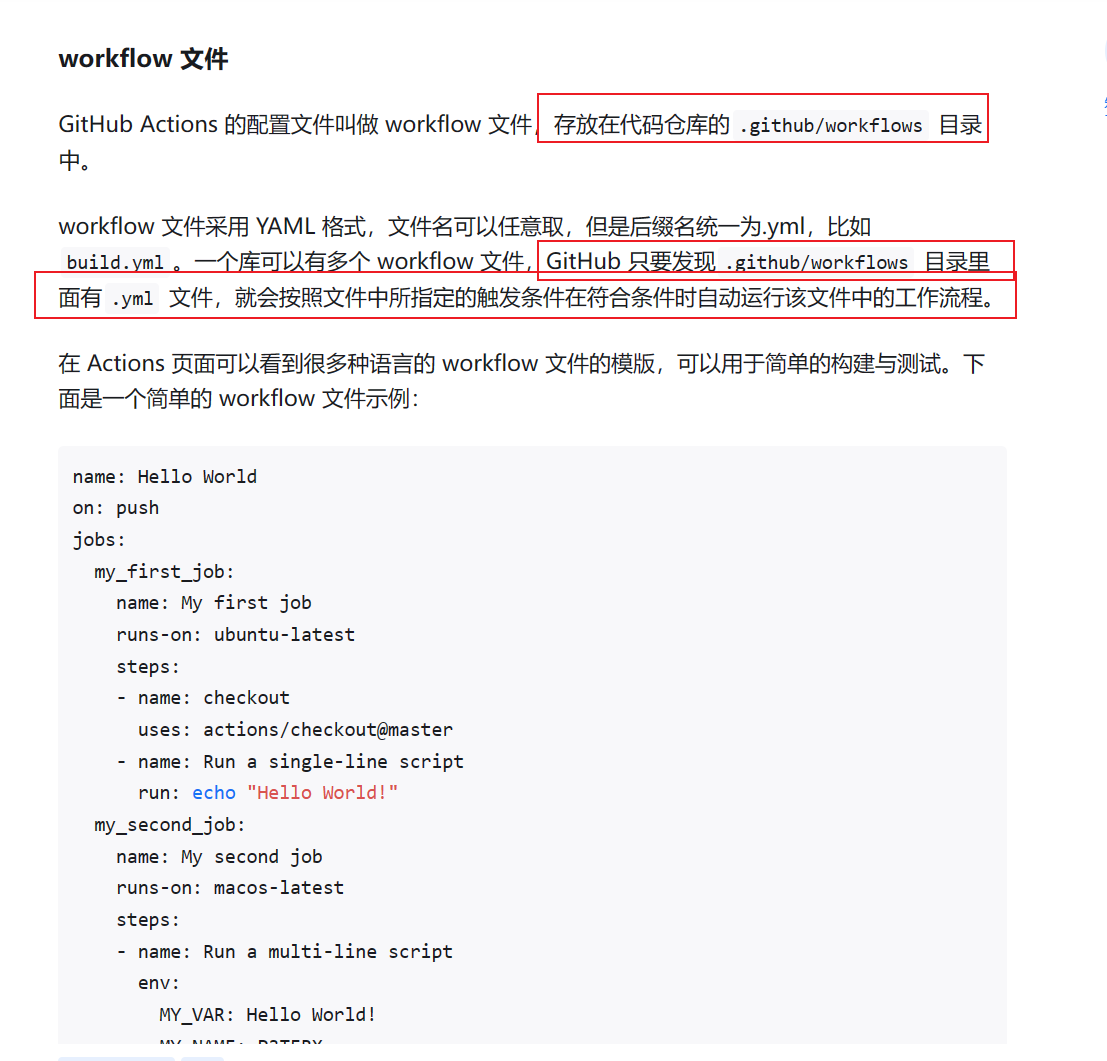 workflow 文件
GitHub Actions 的配置文件叫做 workflow 文件，存放在代码仓库的 .github/workflows 目录
中。
workflow 文件采用 YAML 格式，文件名可以任意取，但是后缀名统一为.yml，比如
build.yml 。一个库可以有多个 workflow 文件，GitHub 只要发现 .github/workflows 目录里
面有 .yml 文件，就会按照文件中所指定的触发条件在符合条件时自动运行该文件中的工作流程。
在 Actions 页面可以看到很多种语言的 workflow 文件的模版，可以用于简单的构建与测试。下
面是一个简单的 workflow 文件示例：
name: Hello World
on: push
jobs:
  my_first_job:
    name: My first job
    runs-on: ubuntu-latest
    steps:
    - name: checkout
      uses: actions/checkout@master
    - name: Run a single-line script
      run: echo "Hello World!"
  my_second_job:
    name: My second job
    runs-on: macos-latest
    steps:
    - name: Run a multi-line script
      env:
        MY_VAR: Hello World!
        MY_NAME: